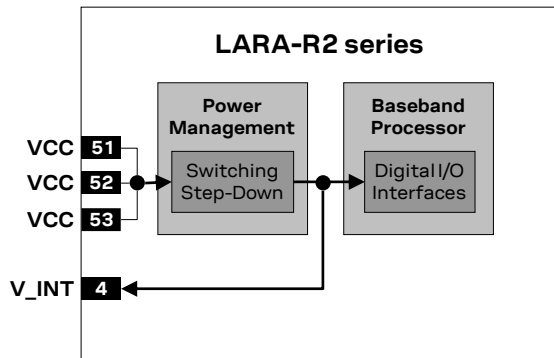 LARA-R2 series
Power
Management
Baseband
Processor
VCC 51
VCC 52
VCC 53
Switching
Step-Down
Digital I/O
Interfaces
V_INT 4